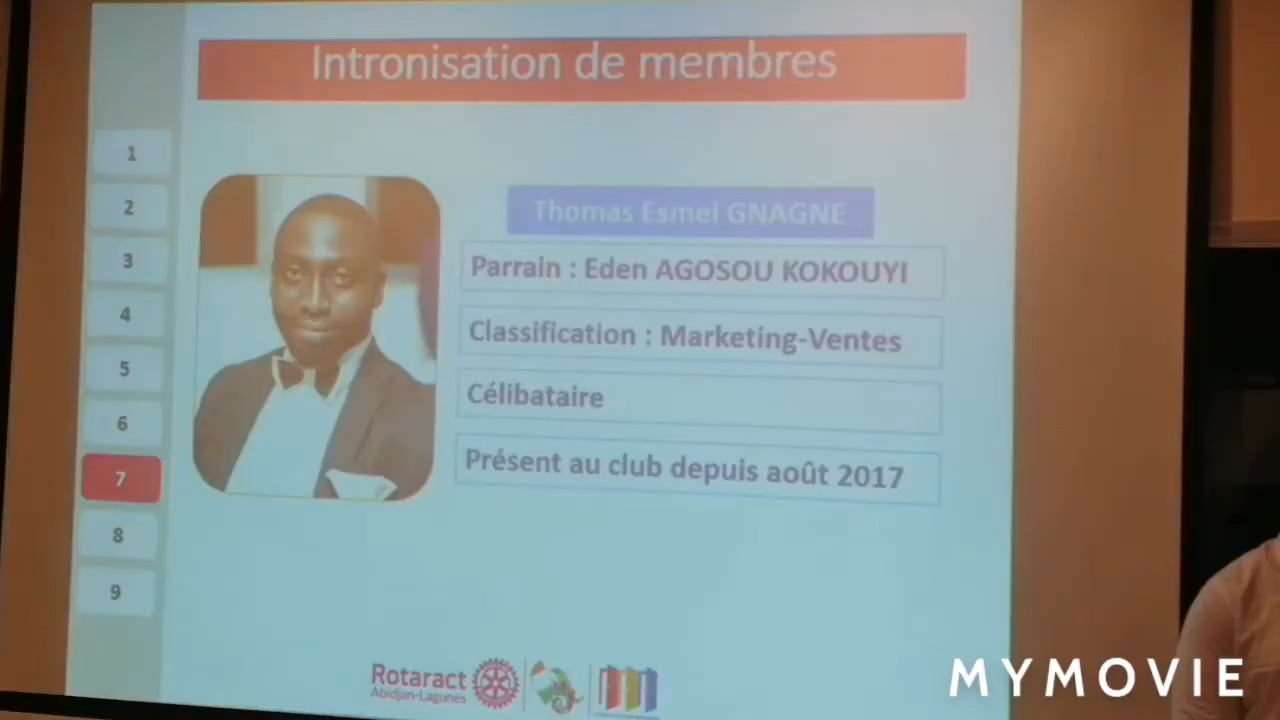 Intronisation de membres
1
2
3
4
5
6
7
8
9
Thomas Esmel GNAGNE
Parrain : Eden AGOSOU KOKOUYI
Classification : Marketing-Ventes
Célibataire
Présent au club depuis août 2017
Rotaract
Abidjan-Lagunes
MYMOVIE